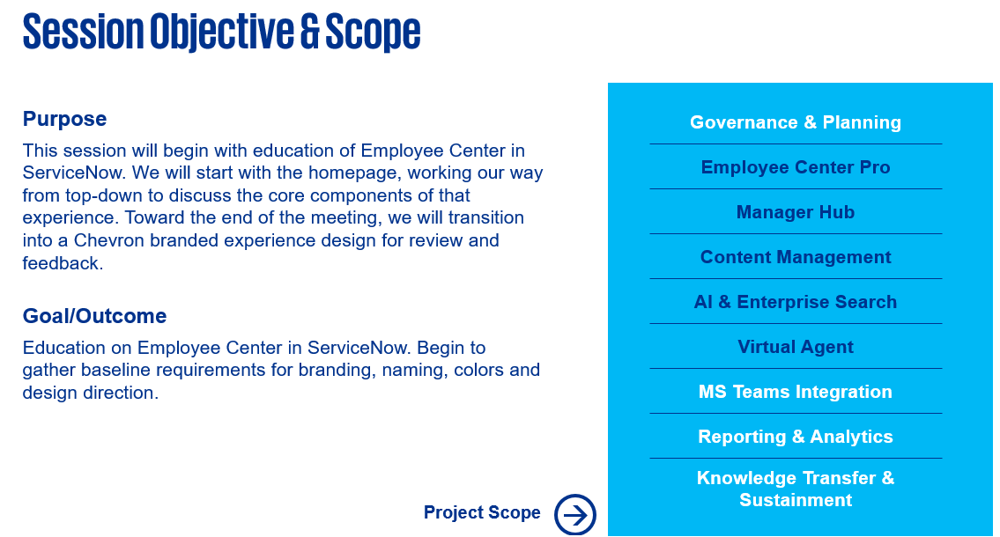 Session Objective & Scope
Purpose
This session will begin with education of Employee Center in
ServiceNow. We will start with the homepage, working our way
from top-down to discuss the core components of that
experience. Toward the end of the meeting, we will transition
into a Chevron branded experience design for review and
feedback.
Goal/Outcome
Education on Employee Center in ServiceNow. Begin to
gather baseline requirements for branding, naming, colors and
design direction.
Project Scope
Governance & Planning
Employee Center Pro
Manager Hub
Content Management
AI & Enterprise Search
Virtual Agent
MS Teams Integration
Reporting & Analytics
Knowledge Transfer &
Sustainment